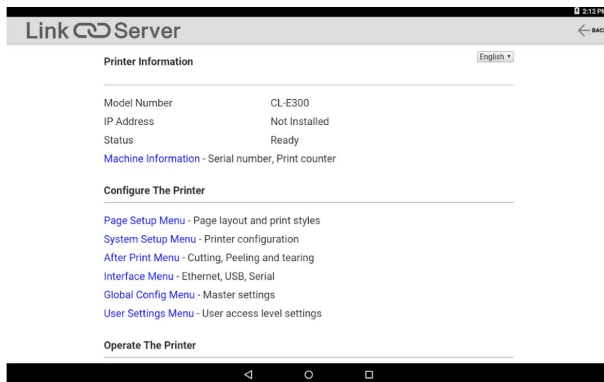 2:12 PM
Link Server
BACK
Printer Information
English
Model Number CL-E300
IP Address Not Installed
Status Ready
Machine Information - Serial number, Print counter
Configure The Printer
Page Setup Menu - Page layout and print styles
System Setup Menu - Printer configuration
After Print Menu - Cutting, Peeling and tearing
Interface Menu - Ethernet, USB, Serial
Global Config Menu - Master settings
User Settings Menu - User access level settings
Operate The Printer